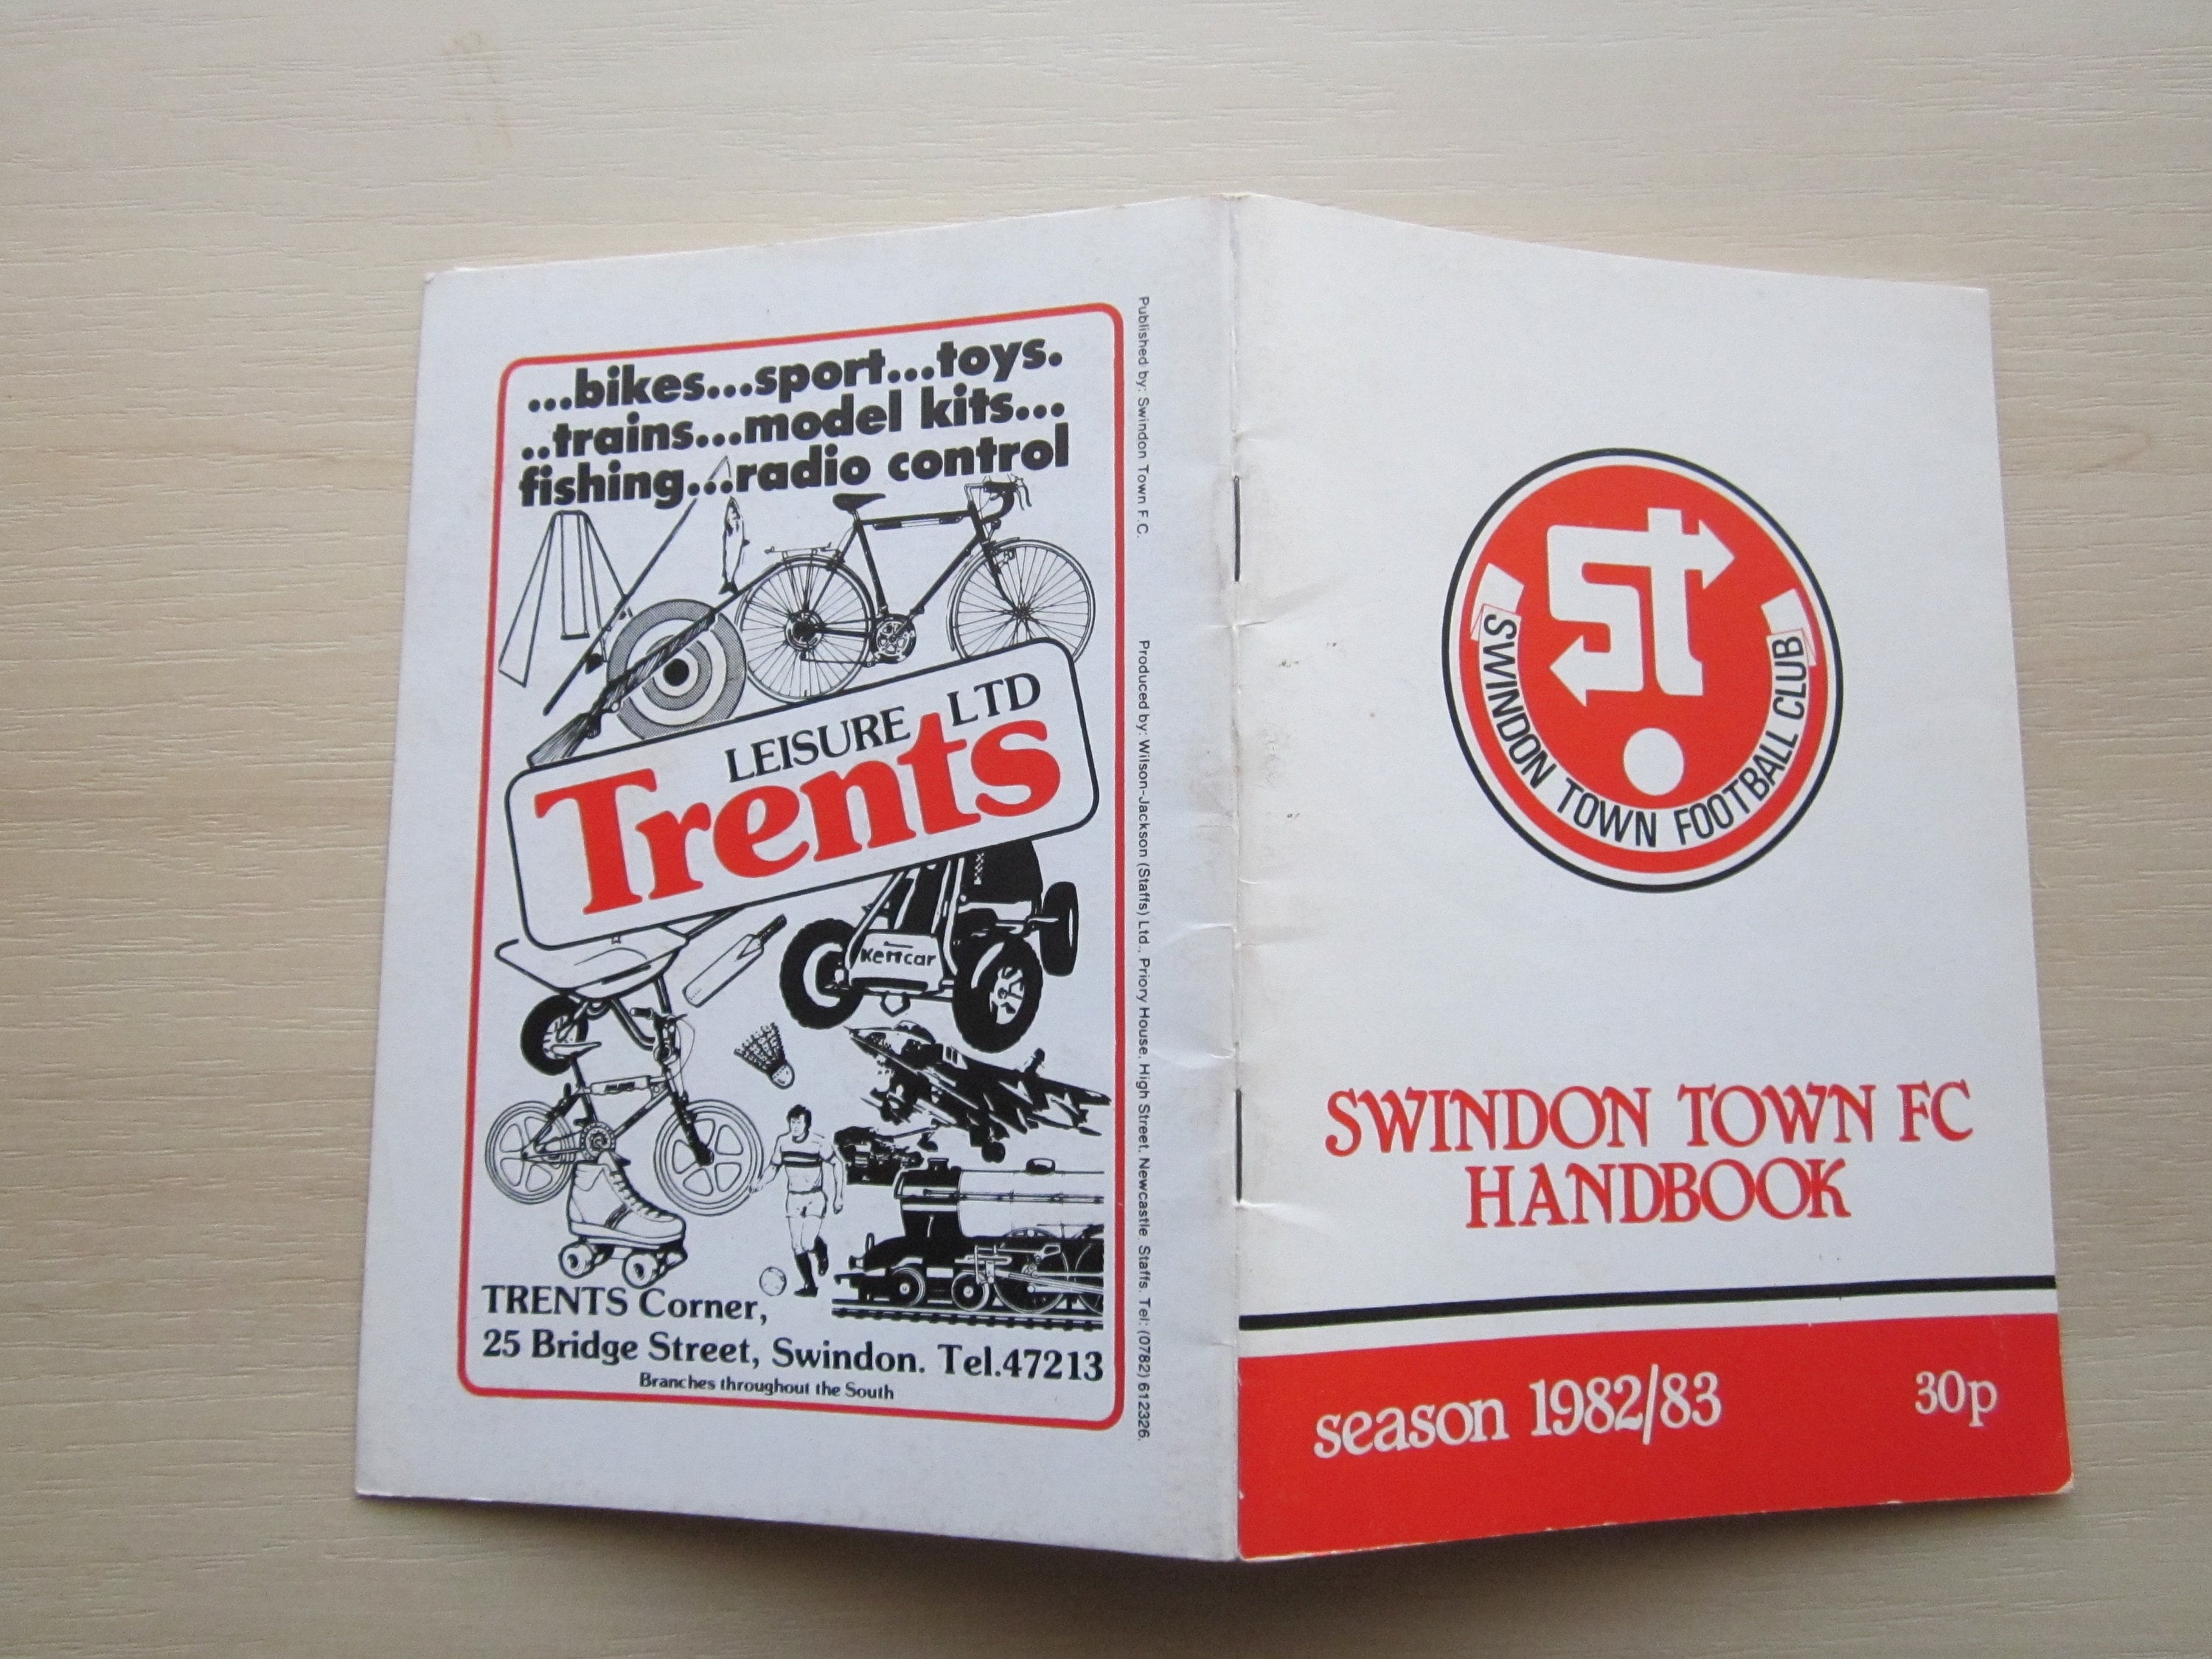 ...bikes...sport...toys.
..trains...model kits...
fishing...radio control
LEISURE LTD
Trents
Kettcar
TRENTS Corner,
25 Bridge Street, Swindon. Tel.47213
Branches throughout the South
Published by: Swindon Town F.C.
Produced by: Wilson-Jackson (Staffs) Ltd., Priory House, High Street, Newcastle, Staffs. Tel: (0782) 612326.
ST
SWINDON TOWN FOOTBALL CLUB
SWINDON TOWN FC
HANDBOOK
season 1982/83
30p